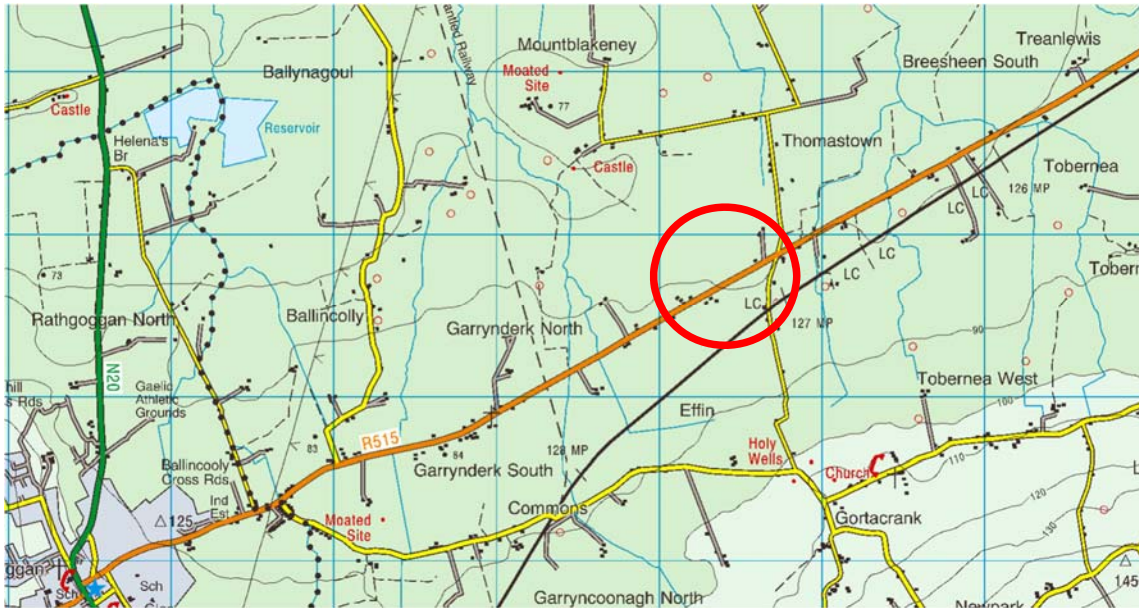 Mountblakeney
Treanlewis
Ballynagoul
Breesheen South
Moated
Site
77
Castle
Helena's
Br
Reservoir
Thomastown
Castle
126 MP
Tobernea
LC
LC
LC
LC
73
Rathgoggan North
Ballincolly
Garrynderk North
LC
127 MP
N20
90
Gaelic
Athletic
Grounds
s Rds
Tobernea West
100
Effin
R515
83
84
128 MP
Holy
Wells
Church
110
Ballincooly
Cross Rds
Garrynderk South
Ind
Est
125
Moated
Site
Commons
Gortacrank
120
130
Sch
Sch
145
Garryncoonagh North
Newpark